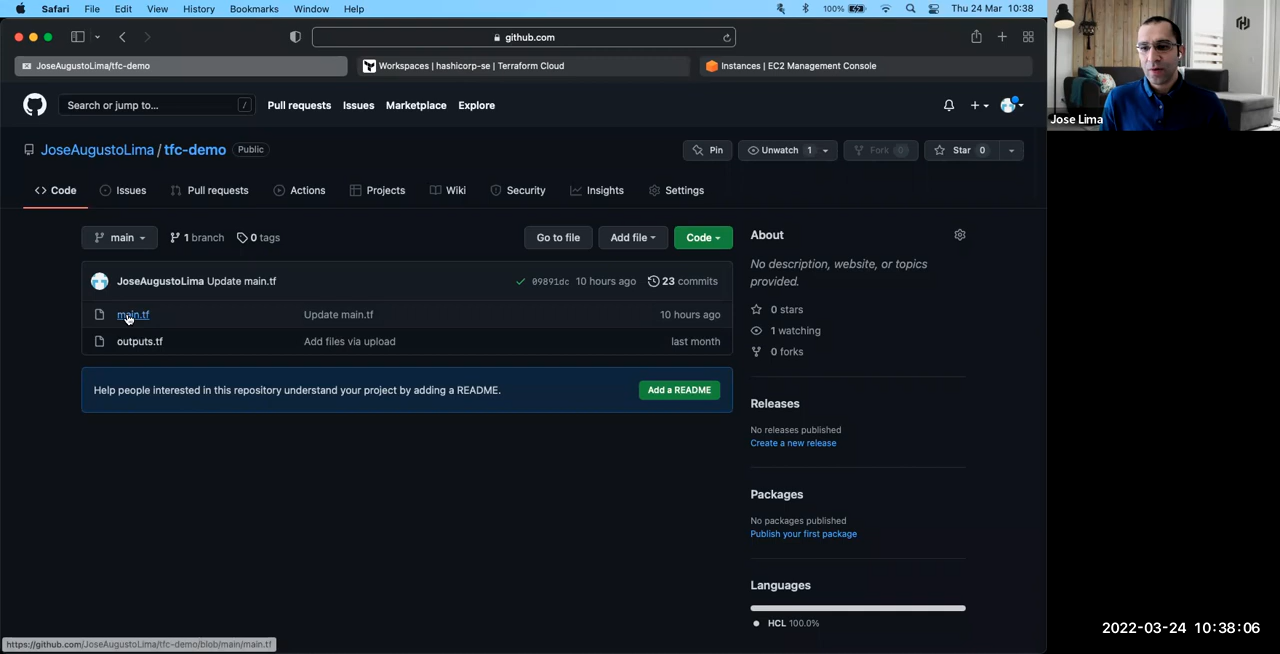 Safari File Edit View History Bookmarks Window Help 100% Thu 24 Mar 10:38
github.com
JoseAugustoLima/tfc-demo Workspaces | hashicorp-se | Terraform Cloud Instances | EC2 Management Console
Search or jump to... / Pull requests Issues Marketplace Explore
Jose Lima
JoseAugustoLima / tfc-demo Public Pin Unwatch 1 Fork 0 Star 0
Code Issues Pull requests Actions Projects Wiki Security Insights Settings
main 1 branch 0 tags Go to file Add file Code
About
No description, website, or topics
provided.
JoseAugustoLima Update main.tf 09891dc 10 hours ago 23 commits
main.tf Update main.tf 10 hours ago
outputs.tf Add files via upload last month
0 stars
1 watching
0 forks
Help people interested in this repository understand your project by adding a README. Add a README
Releases
No releases published
Create a new release
Packages
No packages published
Publish your first package
Languages
HCL 100.0%
2022-03-24 10:38:06
https://github.com/JoseAugustoLima/tfc-demo/blob/main/main.tf